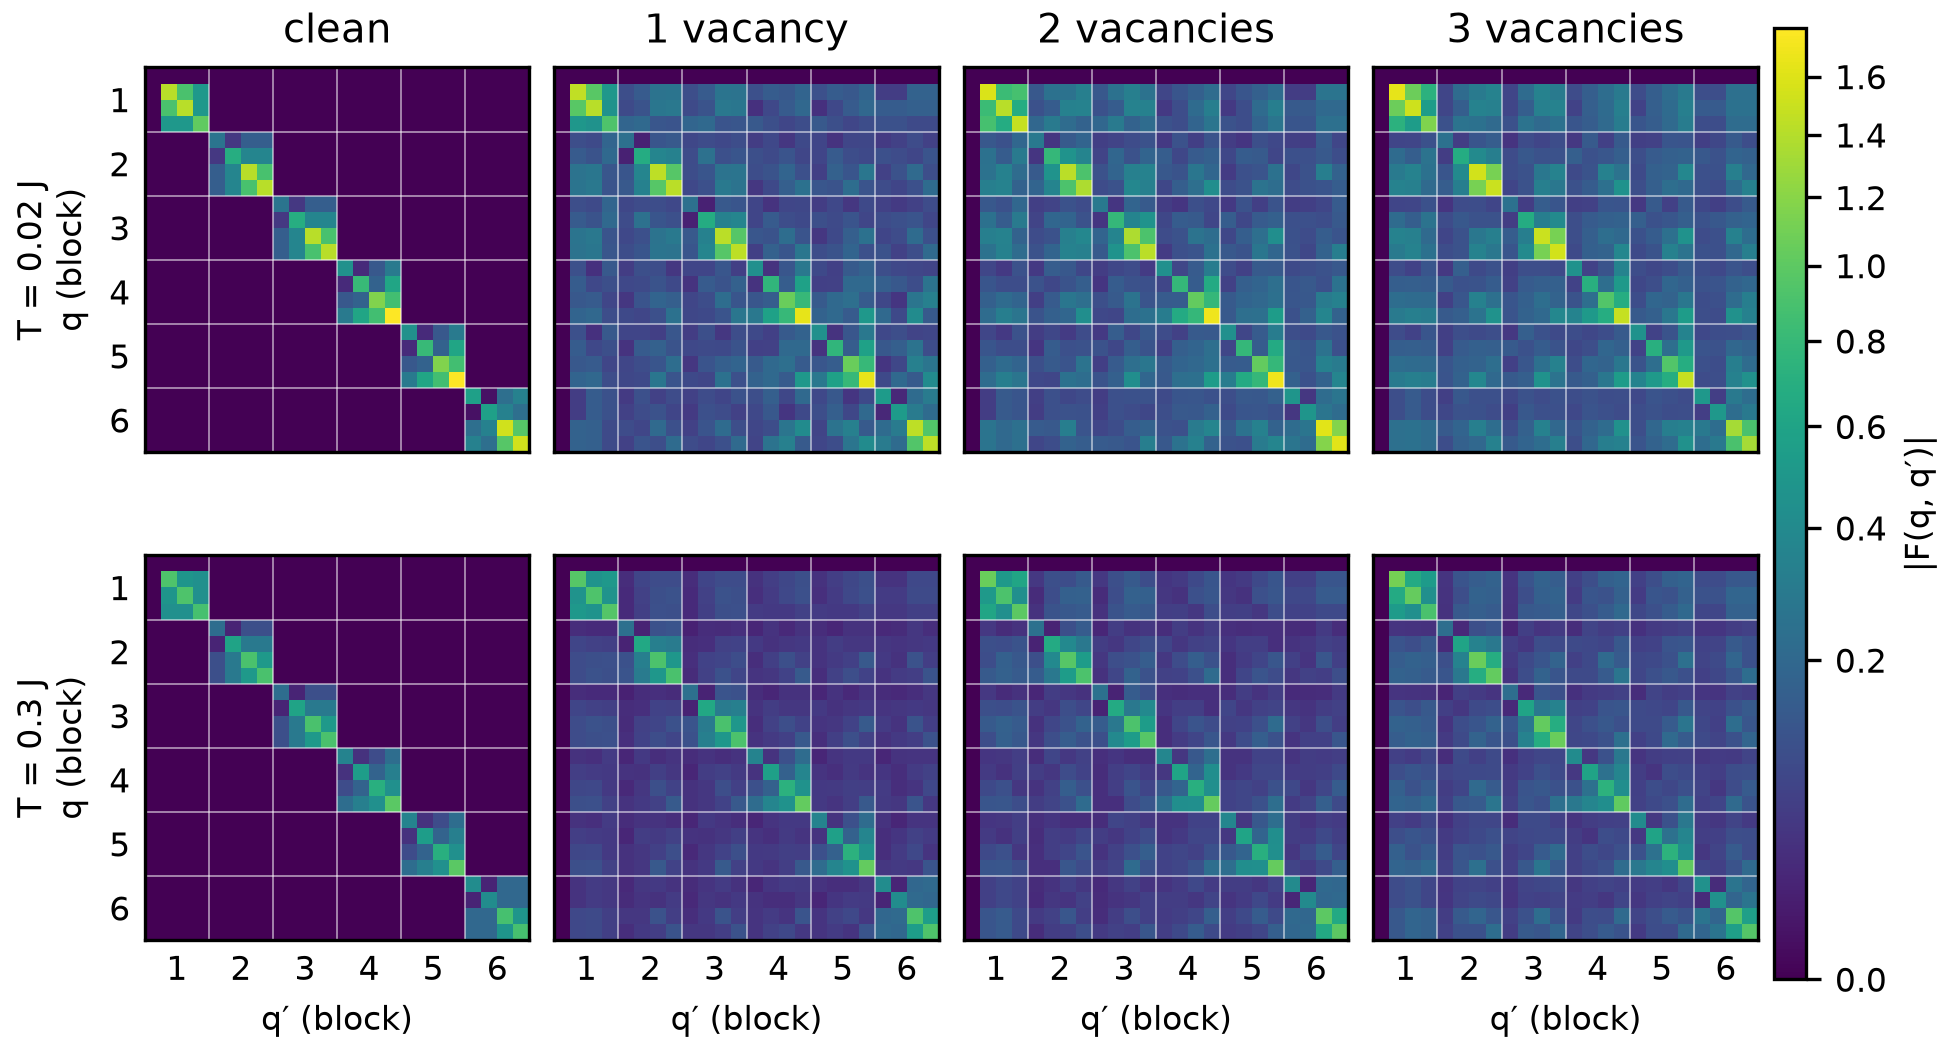 clean
1 vacancy
2 vacancies
3 vacancies
T = 0.02 J
q (block)
1
2
3
4
5
6
T = 0.3 J
q (block)
1
2
3
4
5
6
1 2 3 4 5 6
1 2 3 4 5 6
1 2 3 4 5 6
1 2 3 4 5 6
q′ (block)
q′ (block)
q′ (block)
q′ (block)
1.6
1.4
1.2
1.0
0.8
0.6
0.4
0.2
0.0
|F(q, q′)|